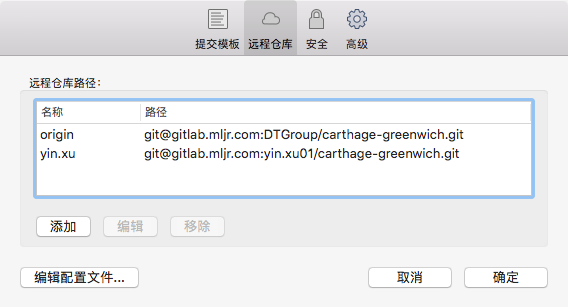 提交模板 远程仓库 安全 高级
远程仓库路径：
名称 路径
origin git@gitlab.mljr.com:DTGroup/carthage-greenwich.git
yin.xu git@gitlab.mljr.com:yin.xu01/carthage-greenwich.git
添加 编辑 移除
编辑配置文件... 取消 确定